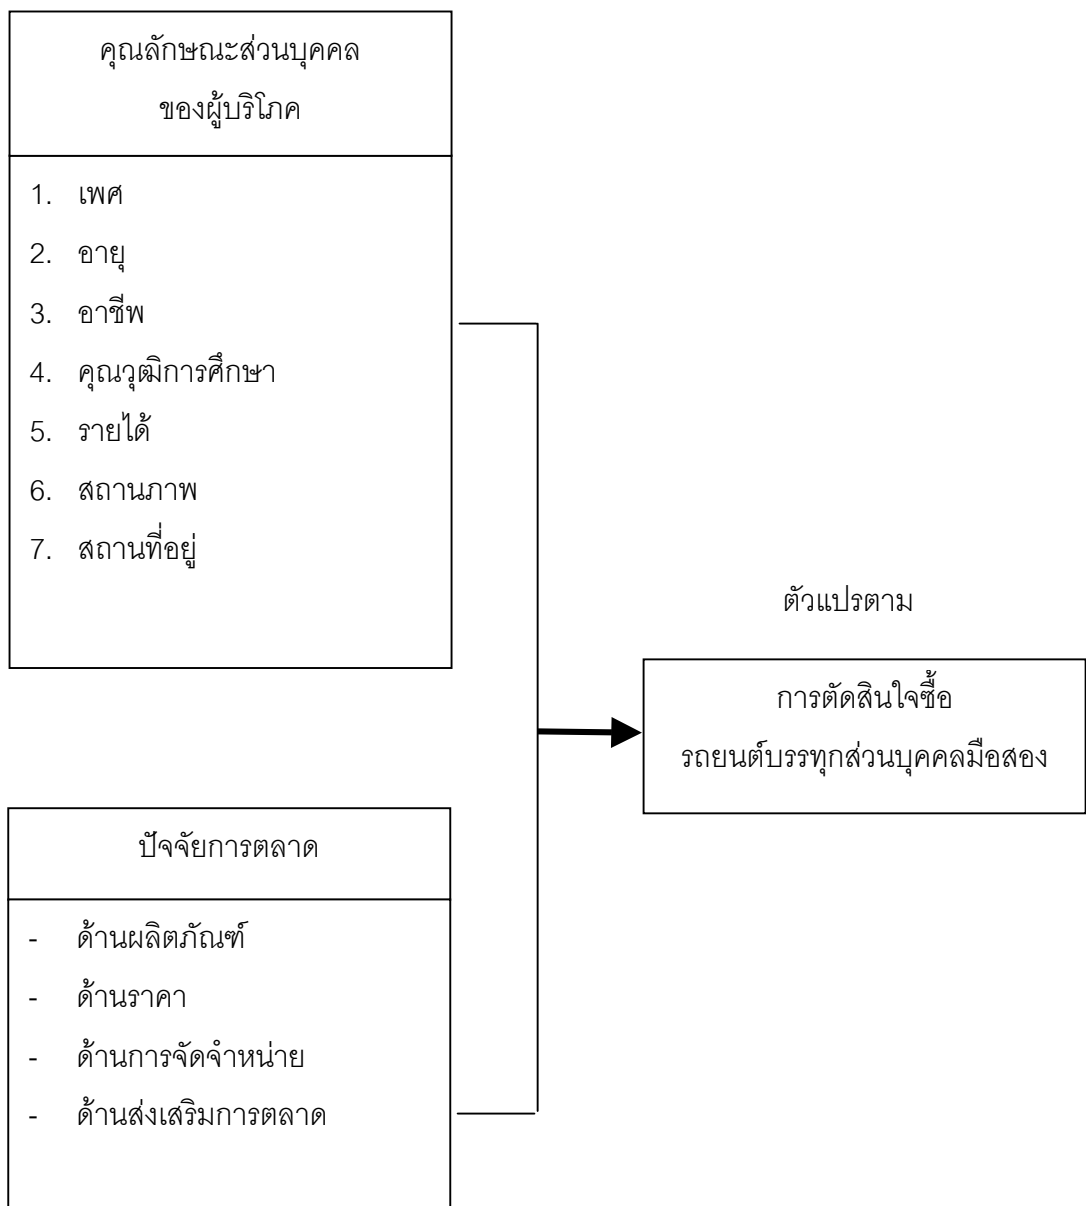 คุณลักษณะส่วนบุคคล
ของผู้บริโภค
1. เพศ
2. อายุ
3. อาชีพ
4. คุณวุฒิการศึกษา
5. รายได้
6. สถานภาพ
7. สถานที่อยู่
ตัวแปรตาม
การตัดสินใจซื้อ
รถยนต์บรรทุกส่วนบุคคลมือสอง
ปัจจัยการตลาด
- ด้านผลิตภัณฑ์
- ด้านราคา
- ด้านการจัดจำหน่าย
- ด้านส่งเสริมการตลาด